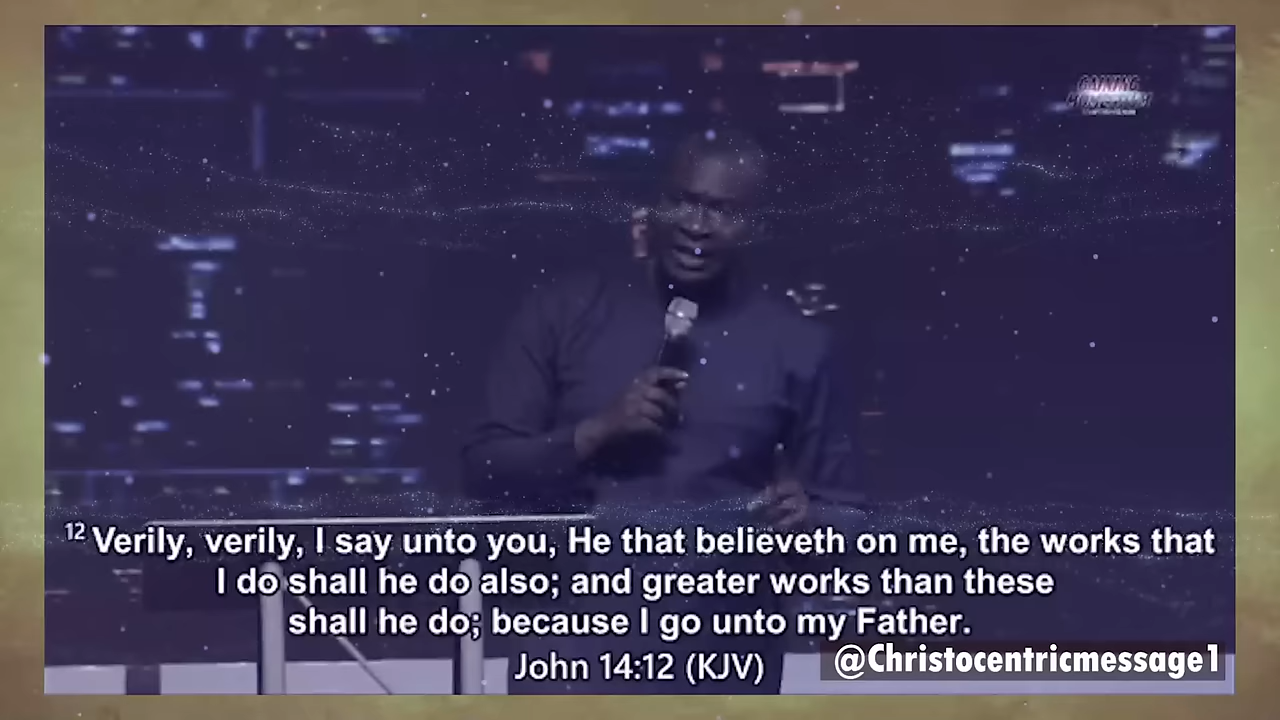 GAINING
12 Verily, verily, I say unto you, He that believeth on me, the works that
I do shall he do also; and greater works than these
shall he do; because I go unto my Father.
John 14:12 (KJV)
@Christocentricmessage1